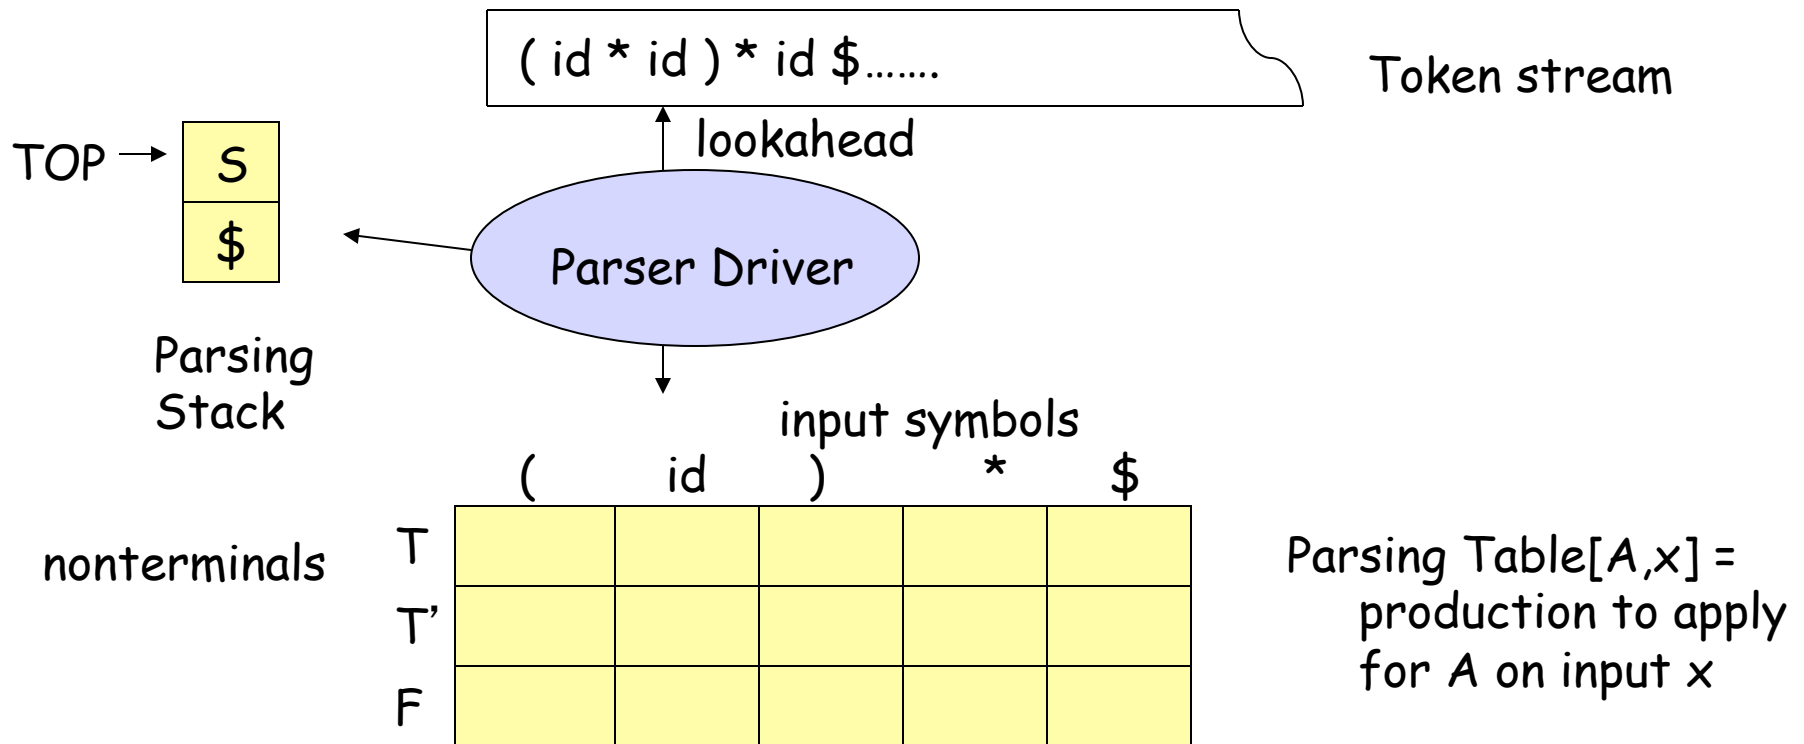 ( id * id ) * id $.......
Token stream
lookahead
TOP
S
$
Parser Driver
Parsing
Stack
input symbols
( id ) * $
nonterminals
T
T’
F
Parsing Table[A,x] =
production to apply
for A on input x